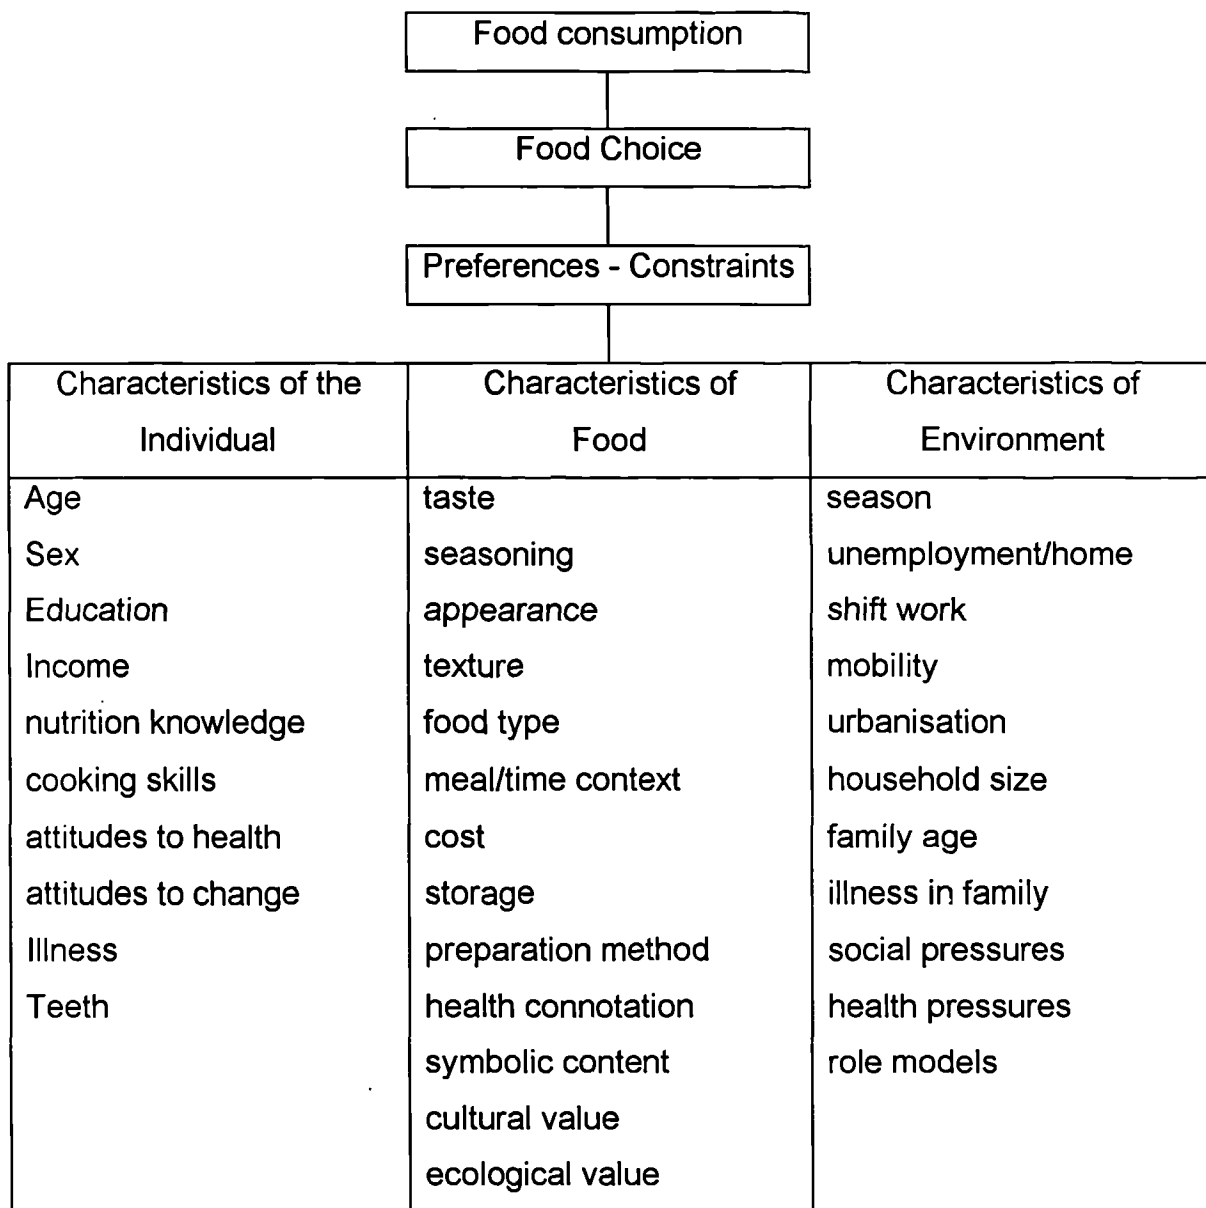 Food consumption
Food Choice
Preferences - Constraints
Characteristics of the
Individual
Characteristics of
Food
Characteristics of
Environment
Age
Sex
Education
Income
nutrition knowledge
cooking skills
attitudes to health
attitudes to change
Illness
Teeth
taste
seasoning
appearance
texture
food type
meal/time context
cost
storage
preparation method
health connotation
symbolic content
cultural value
ecological value
season
unemployment/home
shift work
mobility
urbanisation
household size
family age
illness in family
social pressures
health pressures
role models